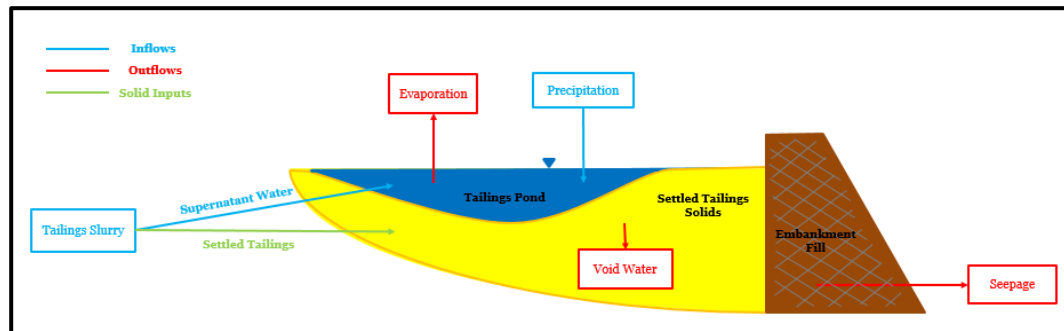 Inflows
Outflows
Solid Inputs
Evaporation
Precipitation
Supernatant Water
Tailings Pond
Settled Tailings
Solids
Tailings Slurry
Settled Tailings
Embankment
Fill
Void Water
Seepage